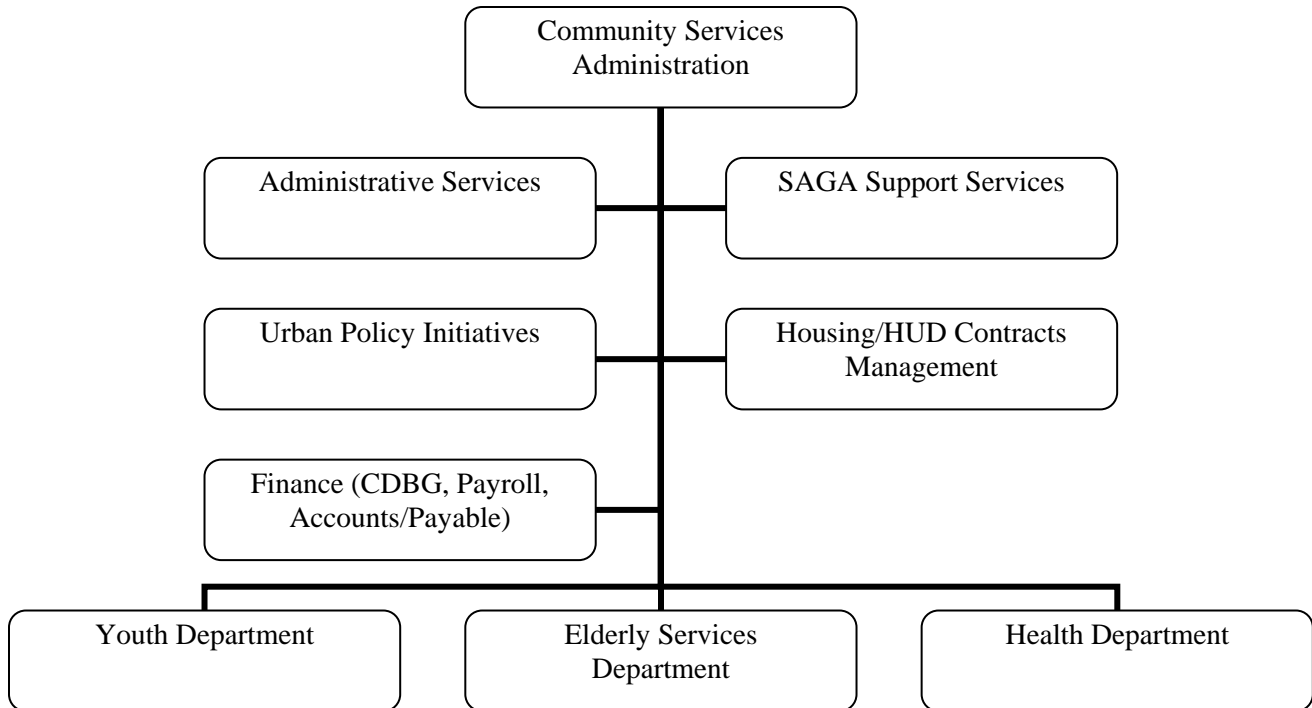 Community Services
Administration
Administrative Services
SAGA Support Services
Urban Policy Initiatives
Housing/HUD Contracts
Management
Finance (CDBG, Payroll,
Accounts/Payable)
Youth Department
Elderly Services
Department
Health Department